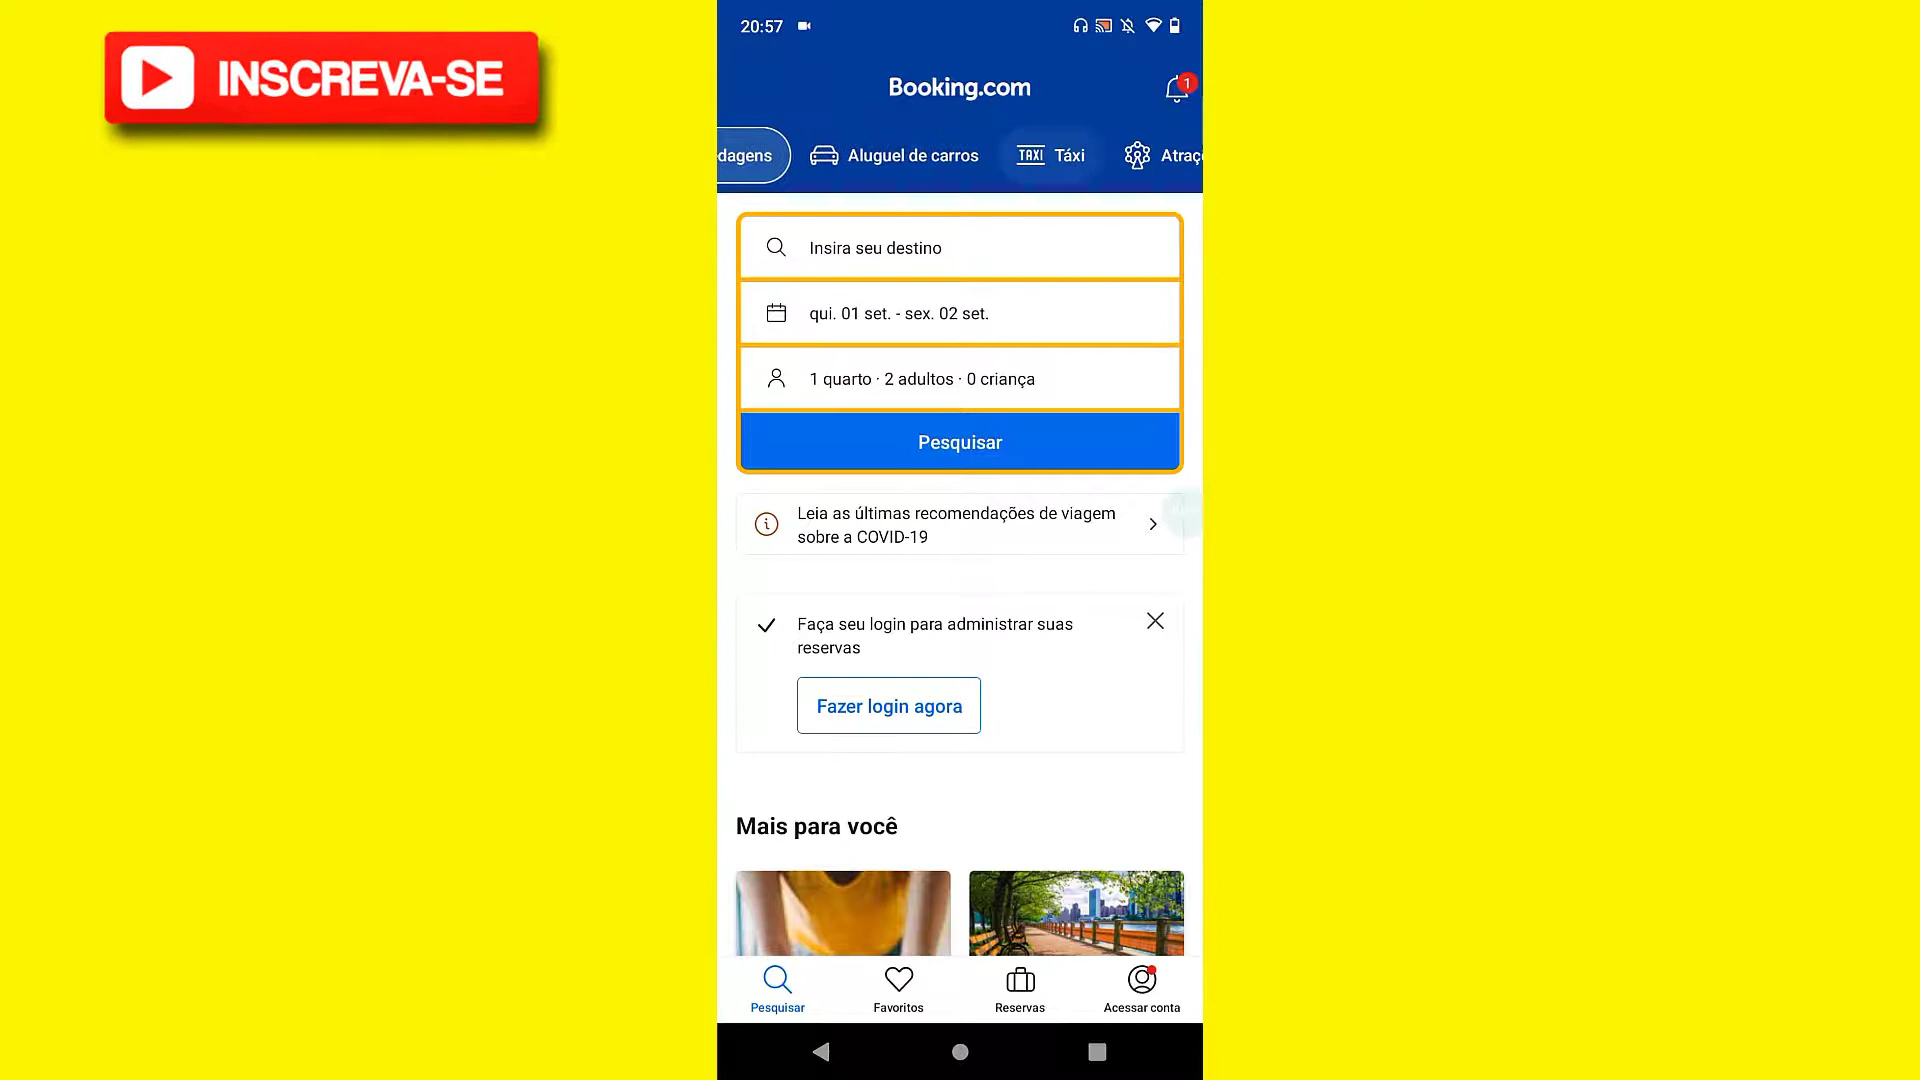 INSCREVA-SE
20:57
Booking.com
1
dagens
Aluguel de carros
TAXI
Táxi
Atraç
Insira seu destino
qui. 01 set. - sex. 02 set.
1 quarto · 2 adultos · 0 criança
Pesquisar
Leia as últimas recomendações de viagem
sobre a COVID-19
Faça seu login para administrar suas
reservas
Fazer login agora
Mais para você
Pesquisar
Favoritos
Reservas
Acessar conta